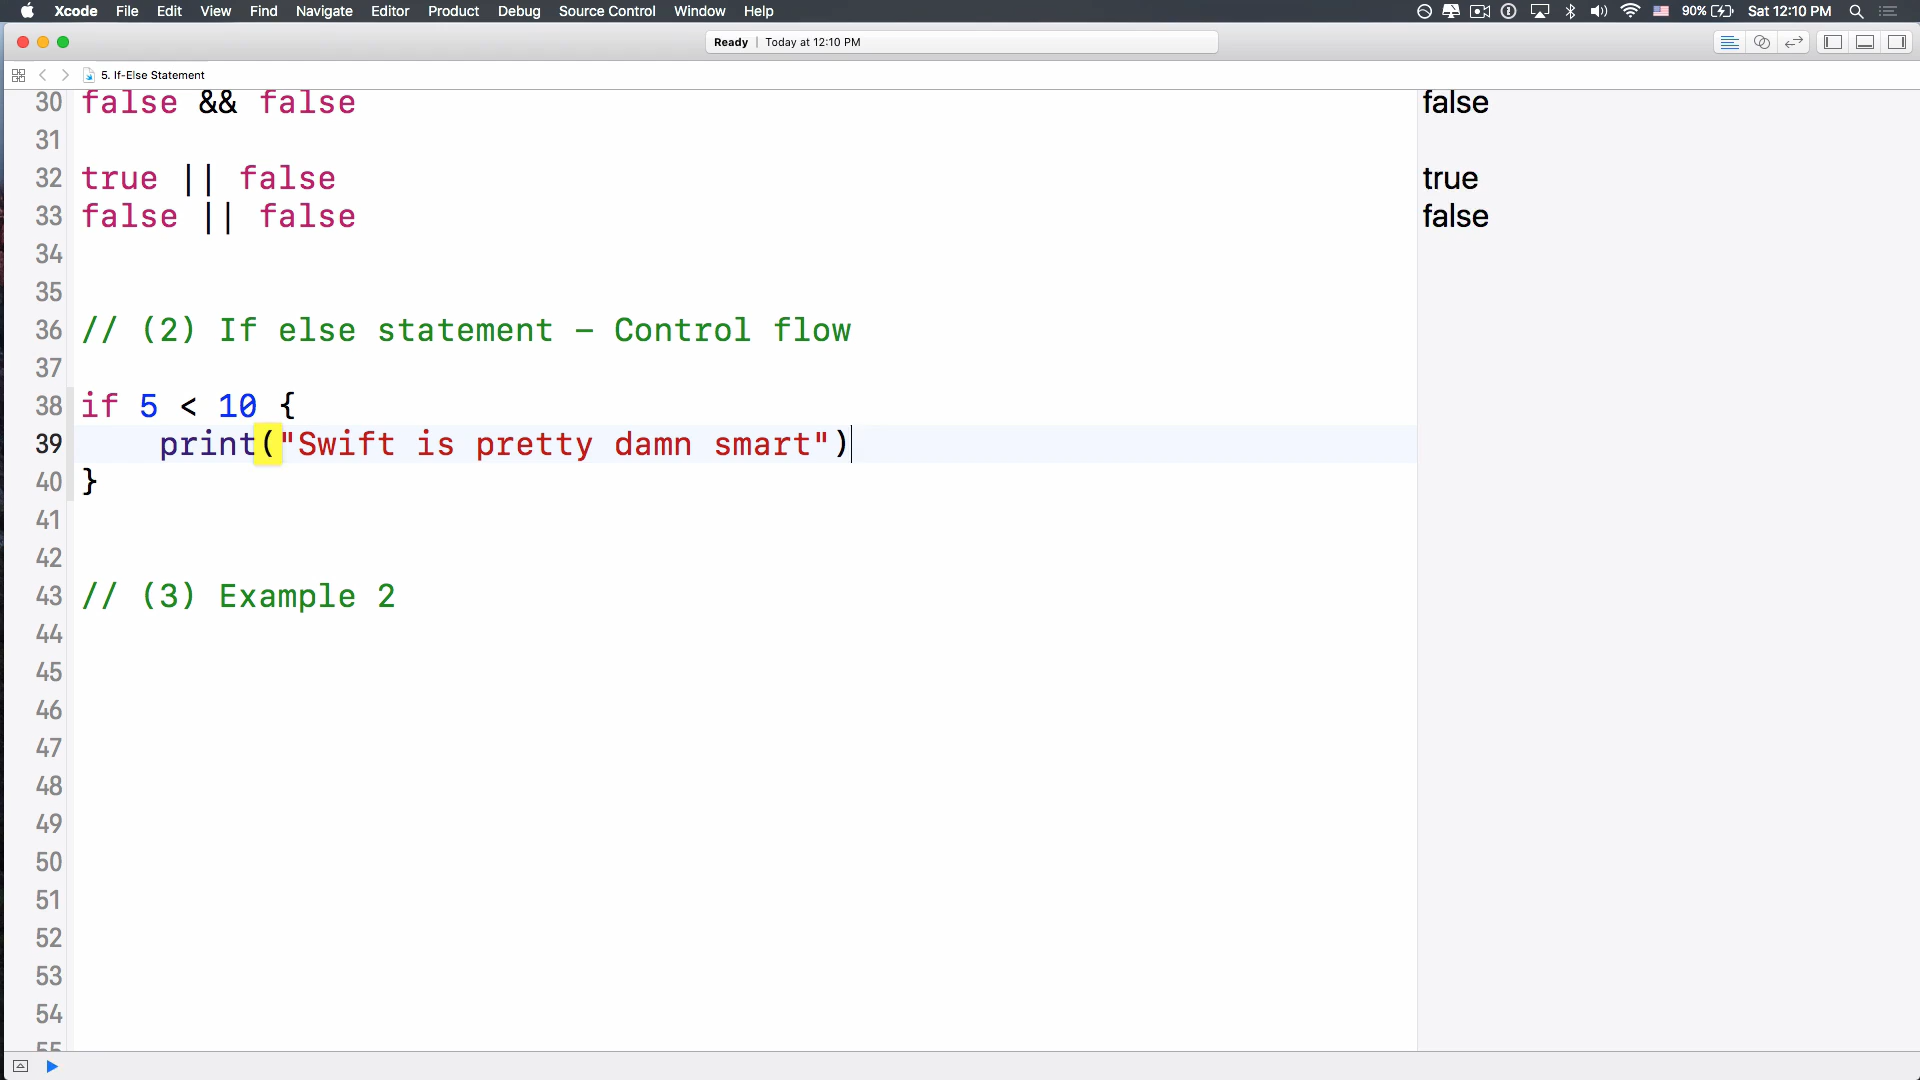 Xcode File Edit View Find Navigate Editor Product Debug Source Control Window Help 90% Sat 12:10 PM
Ready | Today at 12:10 PM
5. If-Else Statement
30 false && false false
31
32 true || false true
33 false || false false
34
35
36 // (2) If else statement – Control flow
37
38 if 5 < 10 {
39 print("Swift is pretty damn smart")
40 }
41
42
43 // (3) Example 2
44
45
46
47
48
49
50
51
52
53
54
55